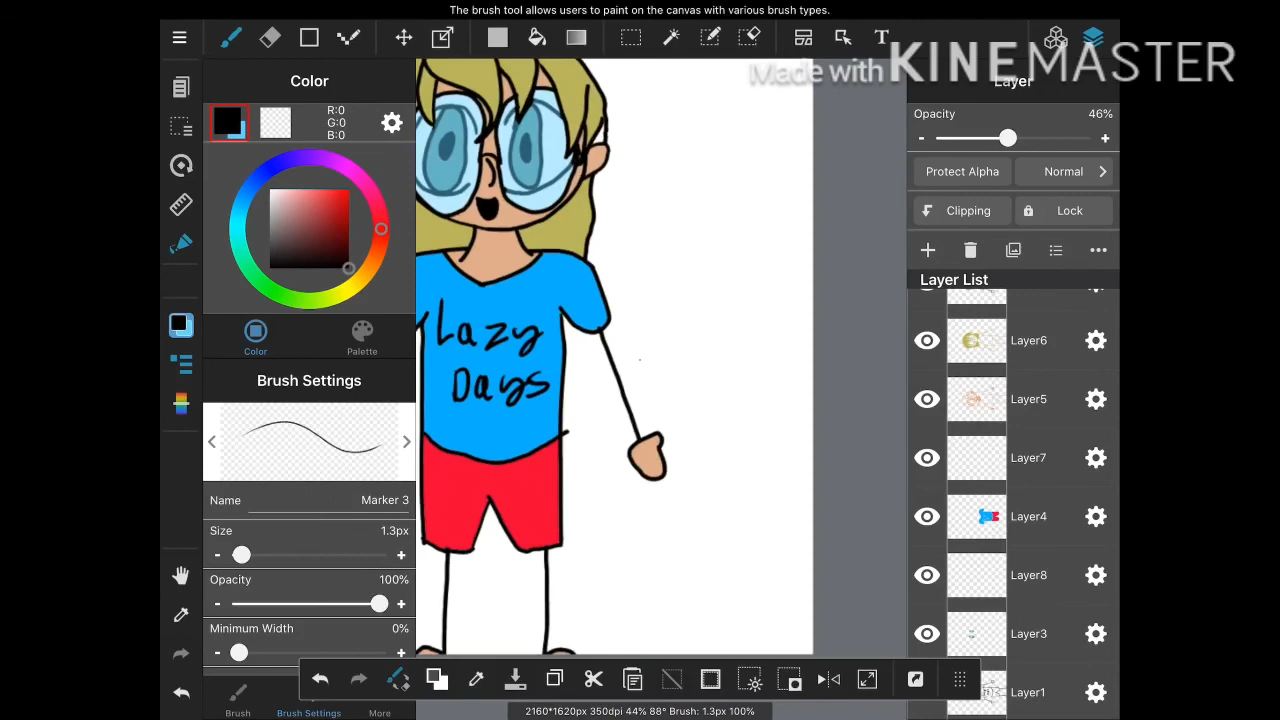 The brush tool allows users to paint on the canvas with various brush types.
T
Made with KINEMASTER
Color
Layer
R:0
G:0
B:0
Opacity 46%
- +
Protect Alpha Normal
Clipping Lock
Layer List
Color Palette
Brush Settings
Lazy
Days
Layer6
Layer5
Layer7
Layer4
Layer8
Layer3
Layer1
Name Marker 3
Size 1.3px
- +
Opacity 100%
- +
Minimum Width 0%
- +
Brush Brush Settings More
2160*1620px 350dpi 44% 88° Brush: 1.3px 100%